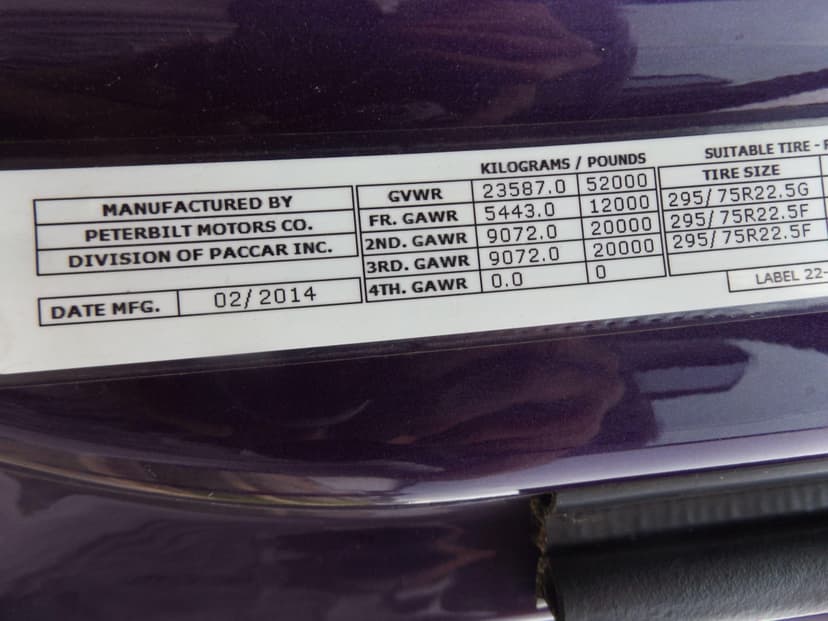 KILOGRAMS / POUNDS SUITABLE TIRE -
MANUFACTURED BY GVWR 23587.0 52000 TIRE SIZE
PETERBILT MOTORS CO. FR. GAWR 5443.0 12000 295/75R22.5G
DIVISION OF PACCAR INC. 2ND. GAWR 9072.0 20000 295/75R22.5F
3RD. GAWR 9072.0 20000 295/75R22.5F
DATE MFG. 02/2014 4TH. GAWR 0.0 0
LABEL 22-